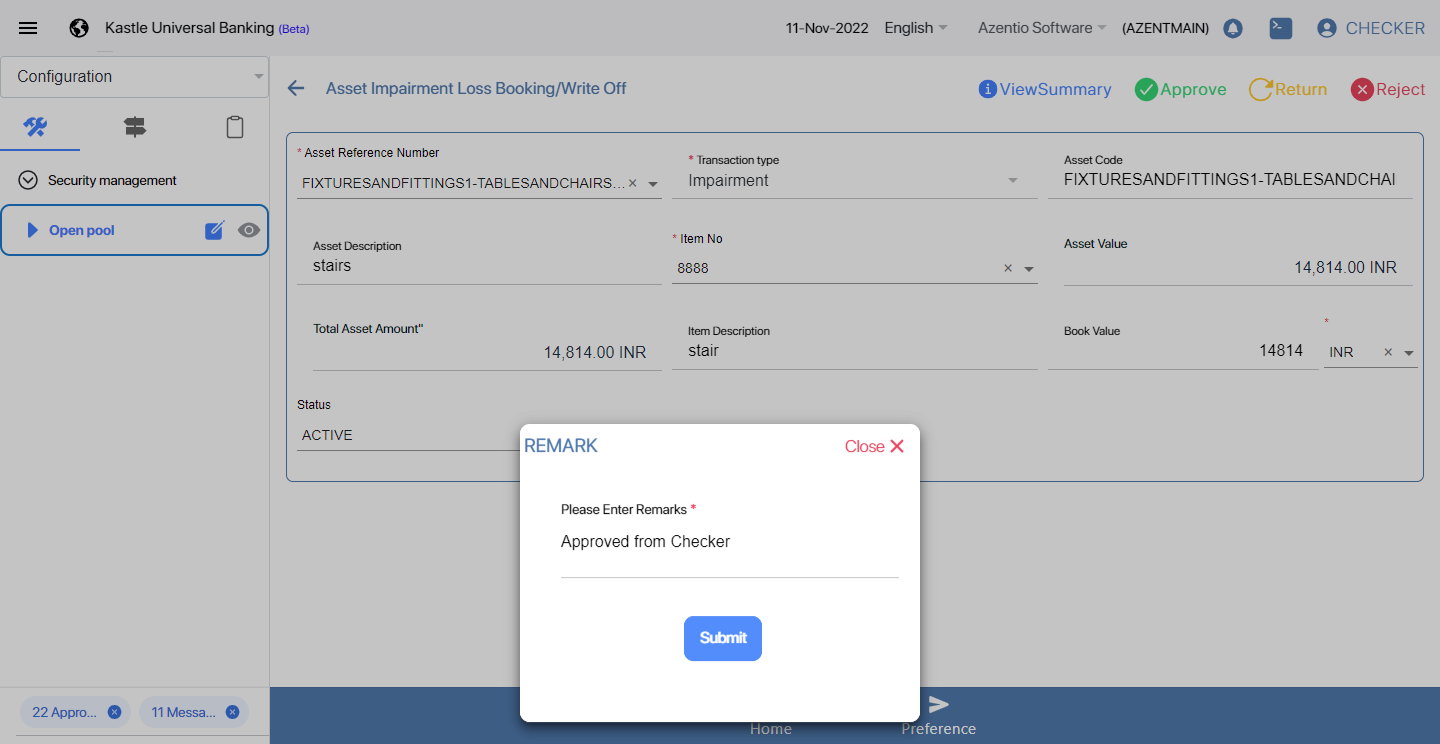 Kastle Universal Banking (Beta)
11-Nov-2022 English Azentio Software (AZENTMAIN) CHECKER
Configuration
Asset Impairment Loss Booking/Write Off
ViewSummary Approve Return Reject
Security management
Open pool
* Asset Reference Number
FIXTURESANDFITTINGS1-TABLESANDCHAIRS...
* Transaction type
Impairment
Asset Code
FIXTURESANDFITTINGS1-TABLESANDCHAI
Asset Description
stairs
* Item No
8888
Asset Value
14,814.00 INR
Total Asset Amount"
14,814.00 INR
Item Description
stair
Book Value
14814
*
INR
Status
ACTIVE
REMARK
Close
Please Enter Remarks *
Approved from Checker
Submit
22 Appro...
11 Messa...
Home
Preference